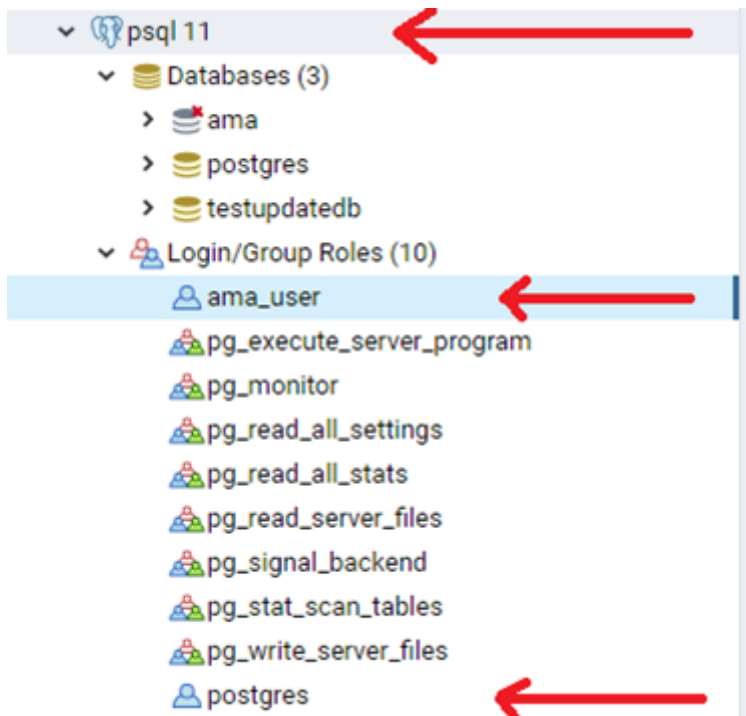 psql 11
Databases (3)
ama
postgres
testupdatedb
Login/Group Roles (10)
ama_user
pg_execute_server_program
pg_monitor
pg_read_all_settings
pg_read_all_stats
pg_read_server_files
pg_signal_backend
pg_stat_scan_tables
pg_write_server_files
postgres